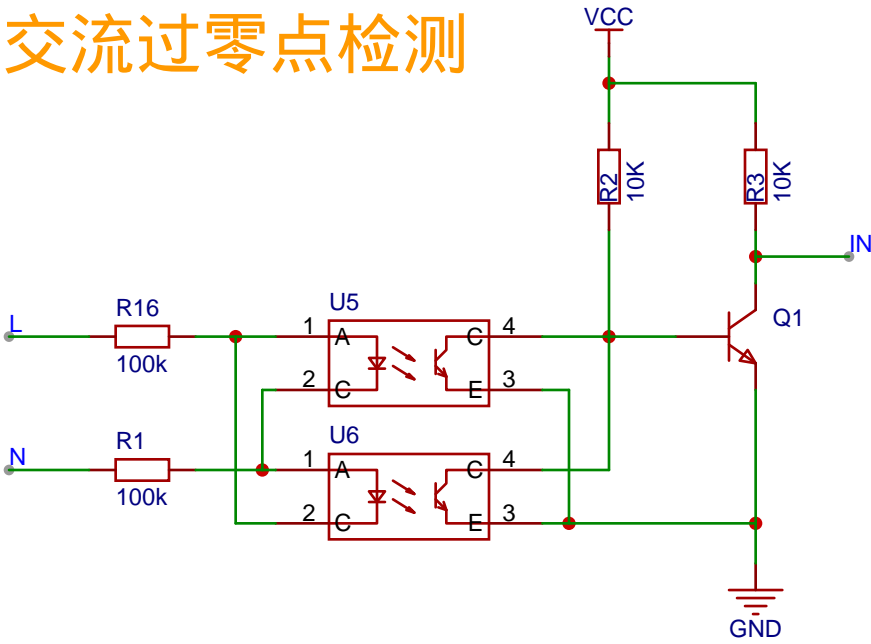 交流过零点检测
VCC
R2
10K
R3
10K
IN
L
R16
100k
U5
1
A
C
4
2
C
E
3
Q1
N
R1
100k
U6
1
A
C
4
2
C
E
3
GND